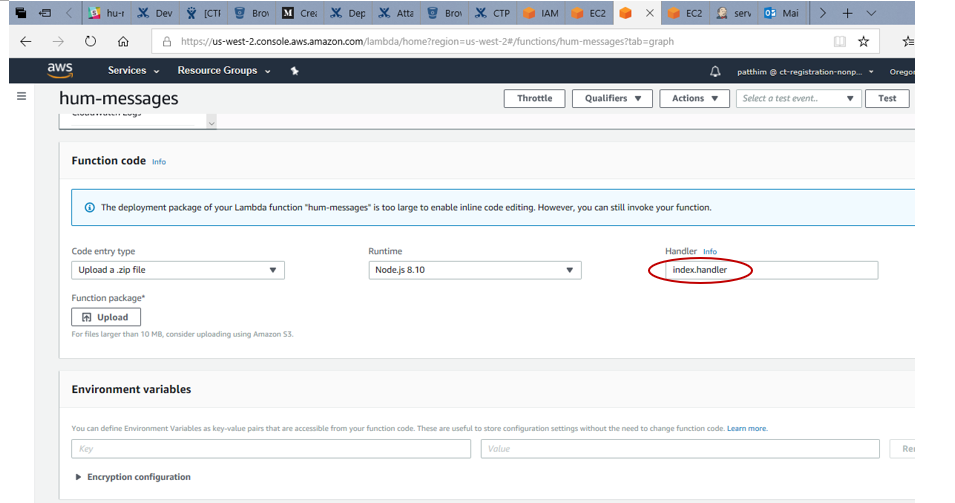 hu-r Dev [CTF Brow Crea Dep Atta Brow CTP IAM EC2 EC2 serv Mai
https://us-west-2.console.aws.amazon.com/lambda/home?region=us-west-2#/functions/hum-messages?tab=graph
aws Services Resource Groups patthim @ ct-registration-nonp... Oregon
hum-messages Throttle Qualifiers Actions Select a test event.. Test
CloudWatch Logs
Function code Info
The deployment package of your Lambda function "hum-messages" is too large to enable inline code editing. However, you can still invoke your function.
Code entry type Runtime Handler Info
Upload a .zip file Node.js 8.10 index.handler
Function package*
Upload
For files larger than 10 MB, consider uploading using Amazon S3.
Environment variables
You can define Environment Variables as key-value pairs that are accessible from your function code. These are useful to store configuration settings without the need to change function code. Learn more.
Key Value Re
Encryption configuration